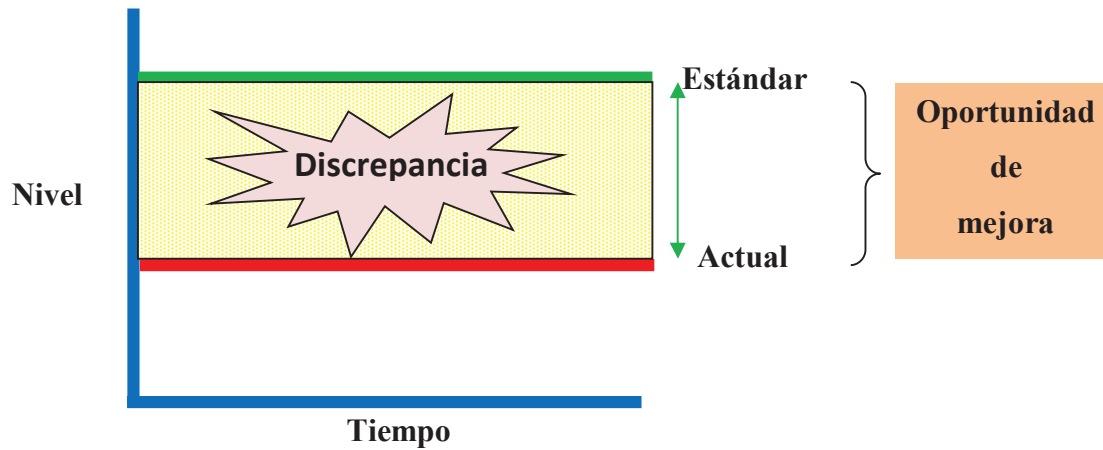 Estándar
Oportunidad
de
mejora
Discrepancia
Nivel
Actual
Tiempo